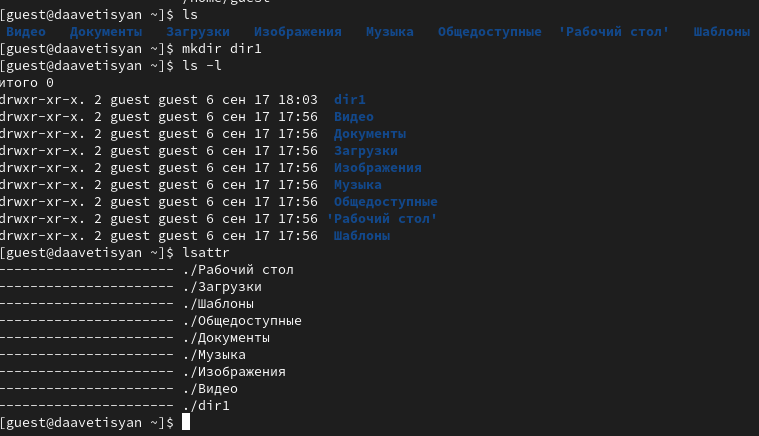 /home/guest
[guest@daavetisyan ~]$ ls
Видео Документы Загрузки Изображения Музыка Общедоступные 'Рабочий стол' Шаблоны
[guest@daavetisyan ~]$ mkdir dir1
[guest@daavetisyan ~]$ ls -l
итого 0
drwxr-xr-x. 2 guest guest 6 сен 17 18:03 dir1
drwxr-xr-x. 2 guest guest 6 сен 17 17:56 Видео
drwxr-xr-x. 2 guest guest 6 сен 17 17:56 Документы
drwxr-xr-x. 2 guest guest 6 сен 17 17:56 Загрузки
drwxr-xr-x. 2 guest guest 6 сен 17 17:56 Изображения
drwxr-xr-x. 2 guest guest 6 сен 17 17:56 Музыка
drwxr-xr-x. 2 guest guest 6 сен 17 17:56 Общедоступные
drwxr-xr-x. 2 guest guest 6 сен 17 17:56 'Рабочий стол'
drwxr-xr-x. 2 guest guest 6 сен 17 17:56 Шаблоны
[guest@daavetisyan ~]$ lsattr
---------------------- ./Рабочий стол
---------------------- ./Загрузки
---------------------- ./Шаблоны
---------------------- ./Общедоступные
---------------------- ./Документы
---------------------- ./Музыка
---------------------- ./Изображения
---------------------- ./Видео
---------------------- ./dir1
[guest@daavetisyan ~]$